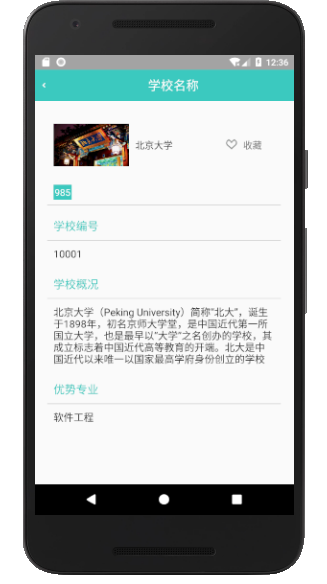 12:36
学校名称
北京大学
收藏
985
学校编号
10001
学校概况
北京大学（Peking University）简称"北大"，诞生
于1898年，初名京师大学堂，是中国近代第一所
国立大学，也是最早以"大学"之名创办的学校，其
成立标志着中国近代高等教育的开端。北大是中
国近代以来唯一以国家最高学府身份创立的学校
优势专业
软件工程